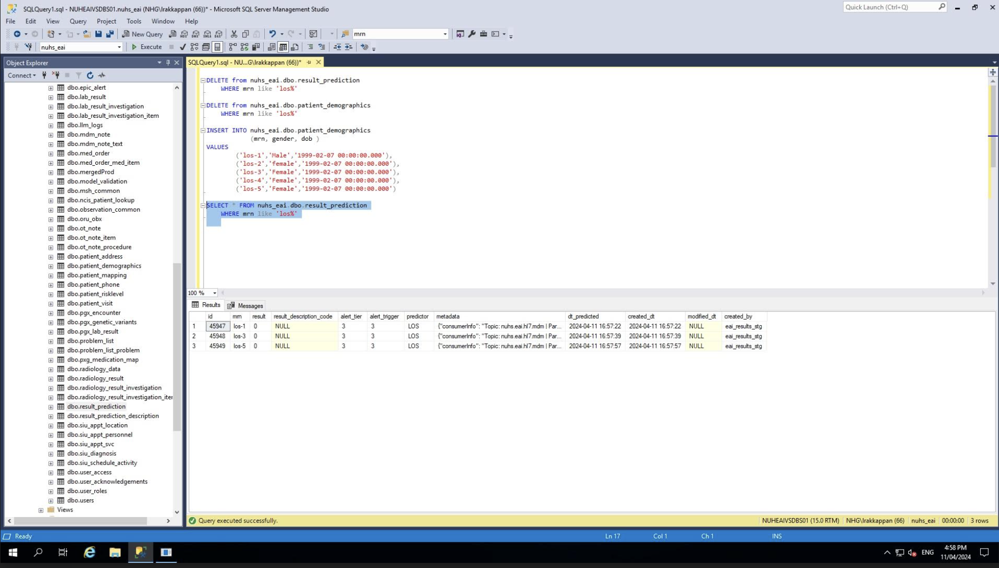 SQLQuery1.sql - NUHEAIVSDBS01.nuhs_eai (NHG\Irakkappan (66))* - Microsoft SQL Server Management Studio
Quick Launch (Ctrl+Q)
File Edit View Query Project Tools Window Help
New Query
MDX DMX XMLA DAX
mrn
nuhs_eai
Execute
Object Explorer
Connect
dbo.epic_alert
dbo.lab_result
dbo.lab_result_investigation
dbo.lab_result_investigation_item
dbo.llm_logs
dbo.mdm_note
dbo.mdm_note_text
dbo.med_order
dbo.med_order_med_item
dbo.mergedProd
dbo.model_validation
dbo.msh_common
dbo.ncis_patient_lookup
dbo.observation_common
dbo.oru_obx
dbo.ot_note
dbo.ot_note_item
dbo.ot_note_procedure
dbo.patient_address
dbo.patient_demographics
dbo.patient_mapping
dbo.patient_phone
dbo.patient_risklevel
dbo.patient_visit
dbo.pgx_encounter
dbo.pgx_genetic_variants
dbo.pgx_lab_result
dbo.problem_list
dbo.problem_list_problem
dbo.pxg_medication_map
dbo.radiology_data
dbo.radiology_result
dbo.radiology_result_investigation
dbo.radiology_result_investigation_iter
dbo.result_prediction
dbo.result_prediction_description
dbo.siu_appt_location
dbo.siu_appt_personnel
dbo.siu_appt_svc
dbo.siu_diagnosis
dbo.siu_schedule_activity
dbo.user_access
dbo.user_acknowledgements
dbo.user_roles
dbo.users
Views
SQLQuery1.sql - NU...G\Irakkappan (66))*
DELETE from nuhs_eai.dbo.result_prediction
WHERE mrn like 'los%'
DELETE from nuhs_eai.dbo.patient_demographics
WHERE mrn like 'los%'
INSERT INTO nuhs_eai.dbo.patient_demographics
(mrn, gender, dob )
VALUES
('los-1','Male','1999-02-07 00:00:00.000'),
('los-2','female','1999-02-07 00:00:00.000'),
('los-3','Female','1999-02-07 00:00:00.000'),
('los-4','Female','1999-02-07 00:00:00.000'),
('los-5','Female','1999-02-07 00:00:00.000')
SELECT * FROM nuhs_eai.dbo.result_prediction
WHERE mrn like 'los%'
100 %
Results Messages
id mrn result result_description_code alert_tier alert_trigger predictor metadata dt_predicted created_dt modified_dt created_by
1 45947 los-1 0 NULL 3 3 LOS {"consumerInfo": "Topic: nuhs.eai.hl7.mdm | Par... 2024-04-11 16:57:22 2024-04-11 16:57:22 NULL eai_results_stg
2 45948 los-3 0 NULL 3 3 LOS {"consumerInfo": "Topic: nuhs.eai.hl7.mdm | Par... 2024-04-11 16:57:39 2024-04-11 16:57:39 NULL eai_results_stg
3 45949 los-5 0 NULL 3 3 LOS {"consumerInfo": "Topic: nuhs.eai.hl7.mdm | Par... 2024-04-11 16:57:57 2024-04-11 16:57:57 NULL eai_results_stg
Query executed successfully.
NUHEAIVSDBS01 (15.0 RTM) NHG\Irakkappan (66) nuhs_eai 00:00:00 3 rows
Ready
Ln 17 Col 1 Ch 1 INS
ENG
4:58 PM
11/04/2024